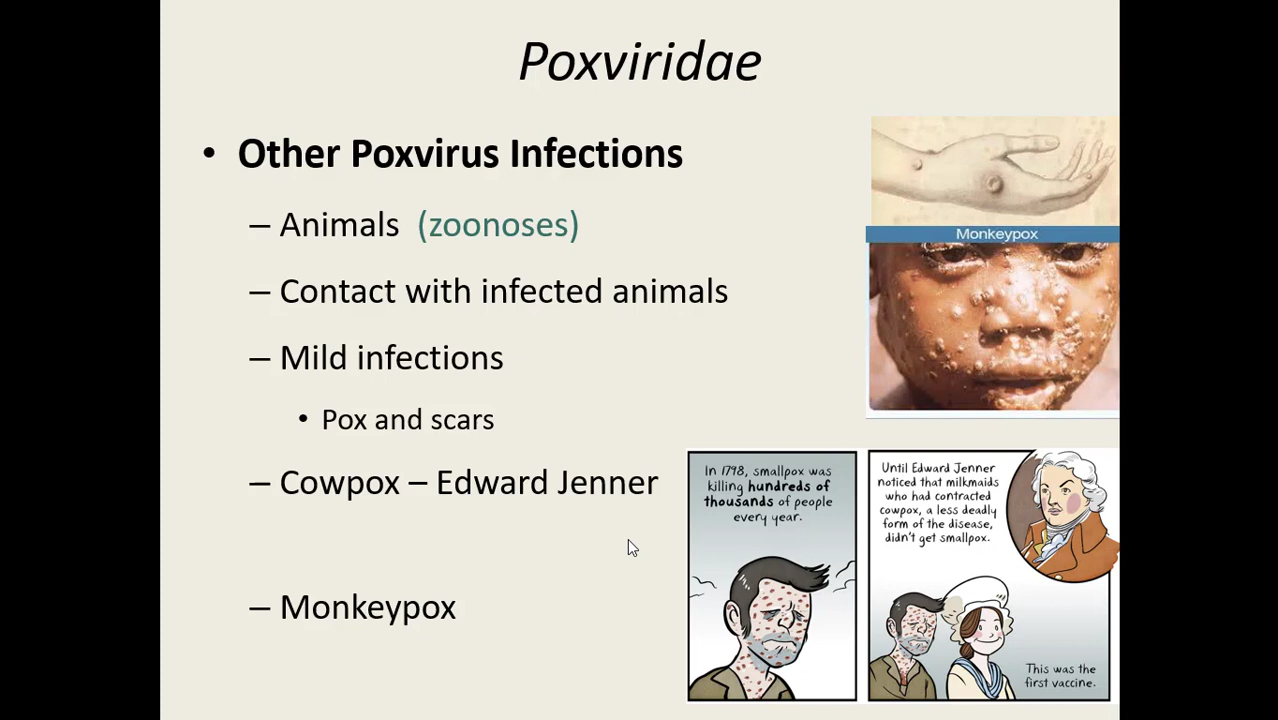 Poxviridae
• Other Poxvirus Infections
– Animals (zoonoses)
– Contact with infected animals
– Mild infections
• Pox and scars
– Cowpox – Edward Jenner
– Monkeypox
Monkeypox
In 1798, smallpox was
killing hundreds of
thousands of people
every year.
Until Edward Jenner
noticed that milkmaids
who had contracted
cowpox, a less deadly
form of the disease,
didn't get smallpox.
This was the
first vaccine.